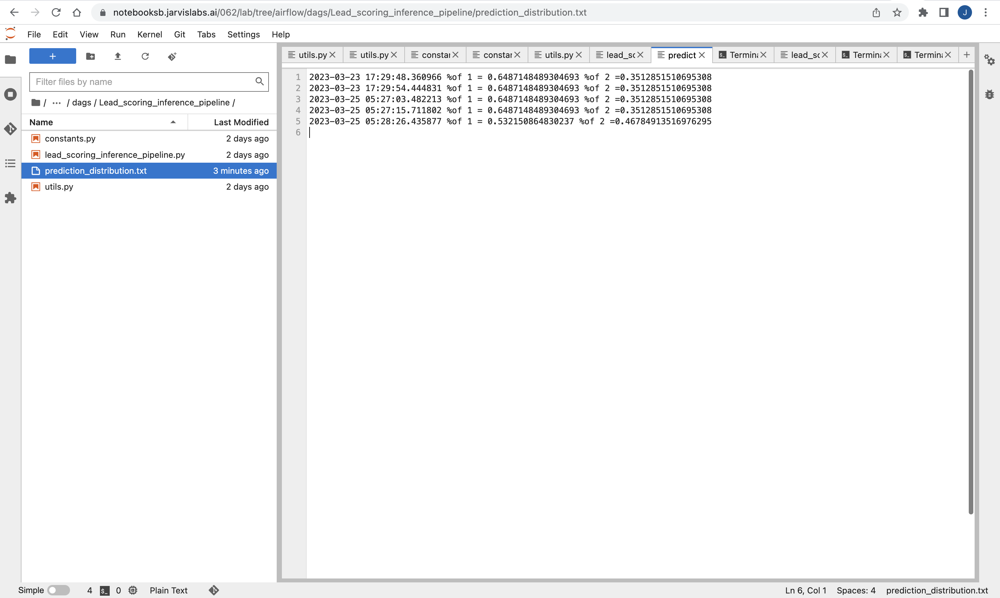 notebooksb.jarvislabs.ai/062/lab/tree/airflow/dags/Lead_scoring_inference_pipeline/prediction_distribution.txt
J
File Edit View Run Kernel Git Tabs Settings Help
+
utils.py utils.py constar constar utils.py lead_sc predict Termina lead_sc Termina Termina +
Filter files by name
/ ··· / dags / Lead_scoring_inference_pipeline /
Name Last Modified
constants.py 2 days ago
lead_scoring_inference_pipeline.py 2 days ago
prediction_distribution.txt 3 minutes ago
utils.py 2 days ago
1 2023-03-23 17:29:48.360966 %of 1 = 0.6487148489304693 %of 2 =0.3512851510695308
2 2023-03-23 17:29:54.444831 %of 1 = 0.6487148489304693 %of 2 =0.3512851510695308
3 2023-03-25 05:27:03.482213 %of 1 = 0.6487148489304693 %of 2 =0.3512851510695308
4 2023-03-25 05:27:15.711802 %of 1 = 0.6487148489304693 %of 2 =0.3512851510695308
5 2023-03-25 05:28:26.435877 %of 1 = 0.532150864830237 %of 2 =0.46784913516976295
6
Simple 4 $_ 0 Plain Text Ln 6, Col 1 Spaces: 4 prediction_distribution.txt